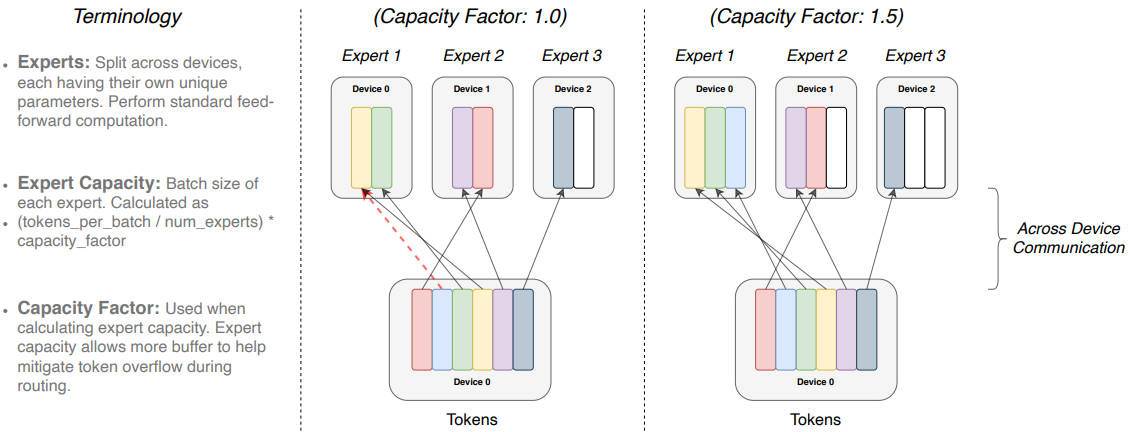 Terminology
• Experts: Split across devices,
each having their own unique
parameters. Perform standard feed-
forward computation.
• Expert Capacity: Batch size of
each expert. Calculated as
• (tokens_per_batch / num_experts) *
capacity_factor
• Capacity Factor: Used when
calculating expert capacity. Expert
capacity allows more buffer to help
mitigate token overflow during
routing.
(Capacity Factor: 1.0)
Expert 1 Expert 2 Expert 3
Device 0 Device 1 Device 2
Device 0
Tokens
(Capacity Factor: 1.5)
Expert 1 Expert 2 Expert 3
Device 0 Device 1 Device 2
Device 0
Tokens
Across Device
Communication